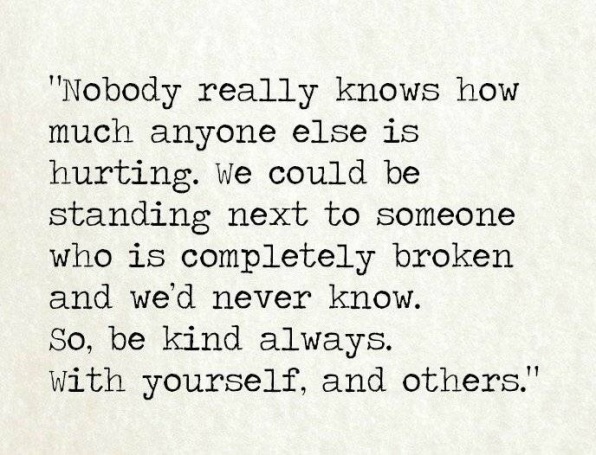 "Nobody really knows how
much anyone else is
hurting. We could be
standing next to someone
who is completely broken
and we'd never know.
So, be kind always.
With yourself, and others."